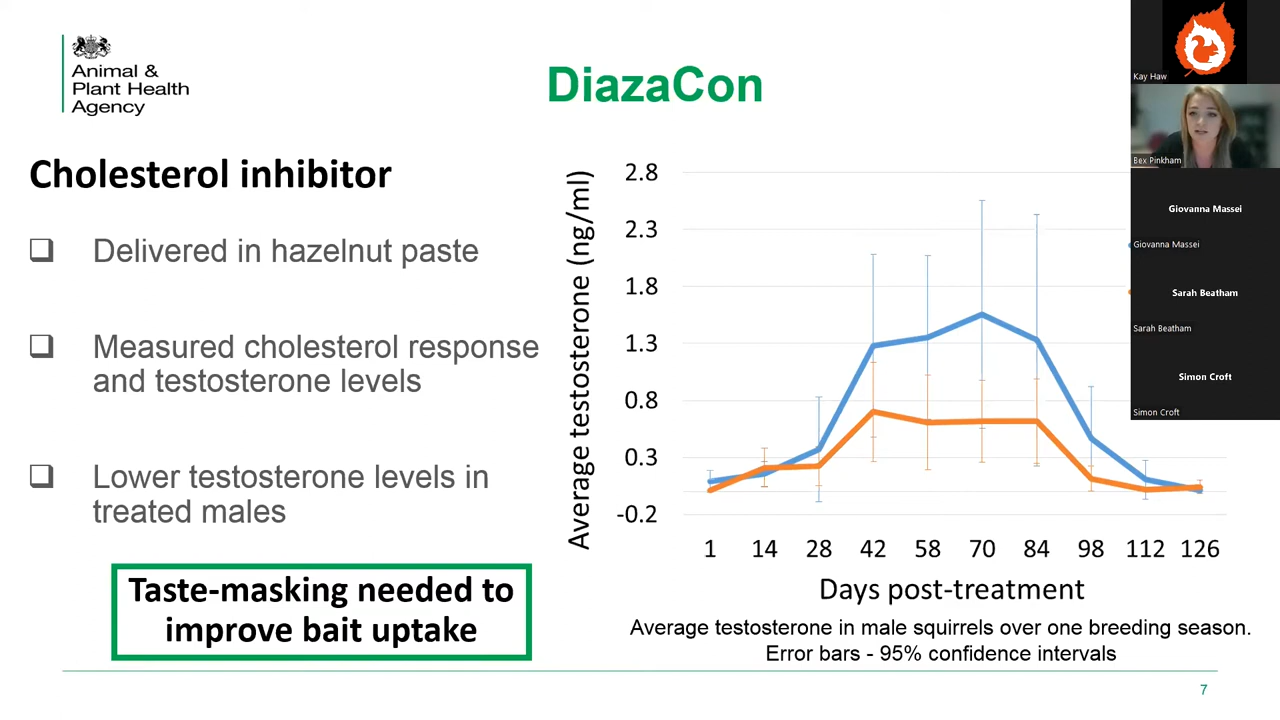 Animal &
Plant Health
Agency
DiazaCon
Cholesterol inhibitor
❑ Delivered in hazelnut paste
❑ Measured cholesterol response
and testosterone levels
❑ Lower testosterone levels in
treated males
Taste-masking needed to
improve bait uptake
Average testosterone (ng/ml)
2.8
2.3
1.8
1.3
0.8
0.3
-0.2
1 14 28 42 58 70 84 98 112 126
Days post-treatment
Average testosterone in male squirrels over one breeding season.
Error bars - 95% confidence intervals
7
Kay Haw
Bex Pinkham
Giovanna Massei
Giovanna Massei
Sarah Beatham
Sarah Beatham
Simon Croft
Simon Croft